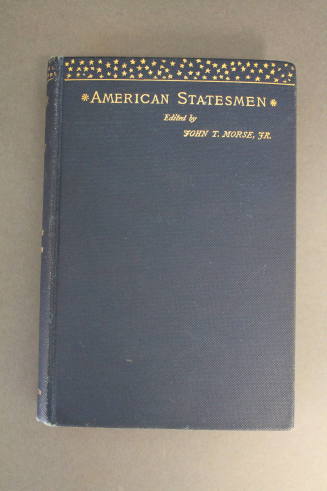 *AMERICAN STATESMEN*
Edited by
JOHN T. MORSE, JR.